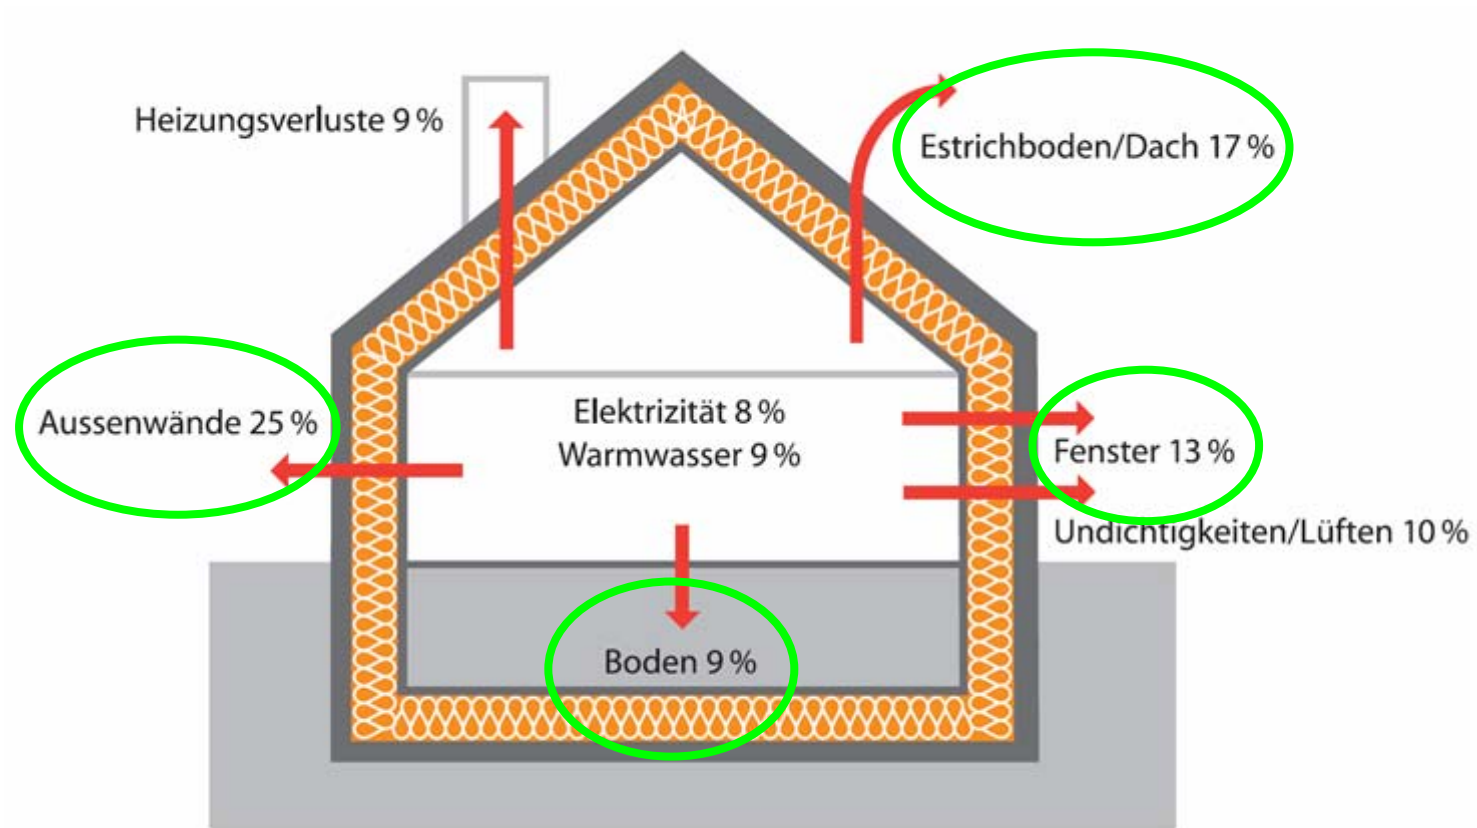 Heizungsverluste 9 %
Estrichboden/Dach 17 %
Aussenwände 25 %
Elektrizität 8 %
Warmwasser 9 %
Fenster 13 %
Undichtigkeiten/Lüften 10 %
Boden 9 %